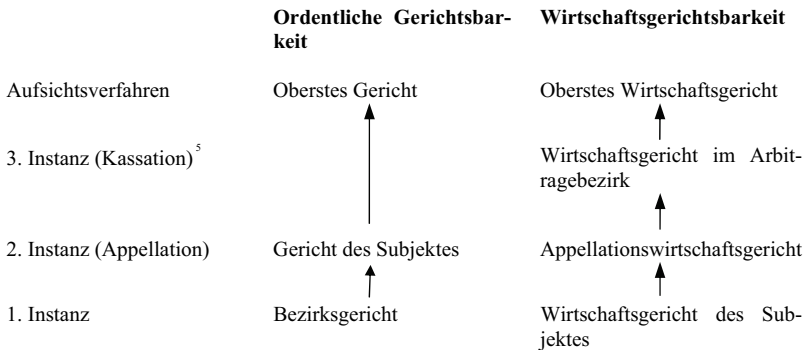 Ordentliche Gerichtsbar-
keit
Wirtschaftsgerichtsbarkeit
Aufsichtsverfahren
Oberstes Gericht
Oberstes Wirtschaftsgericht
3. Instanz (Kassation) 5
Wirtschaftsgericht im Arbit-
ragebezirk
2. Instanz (Appellation)
Gericht des Subjektes
Appellationswirtschaftsgericht
1. Instanz
Bezirksgericht
Wirtschaftsgericht des Sub-
jektes